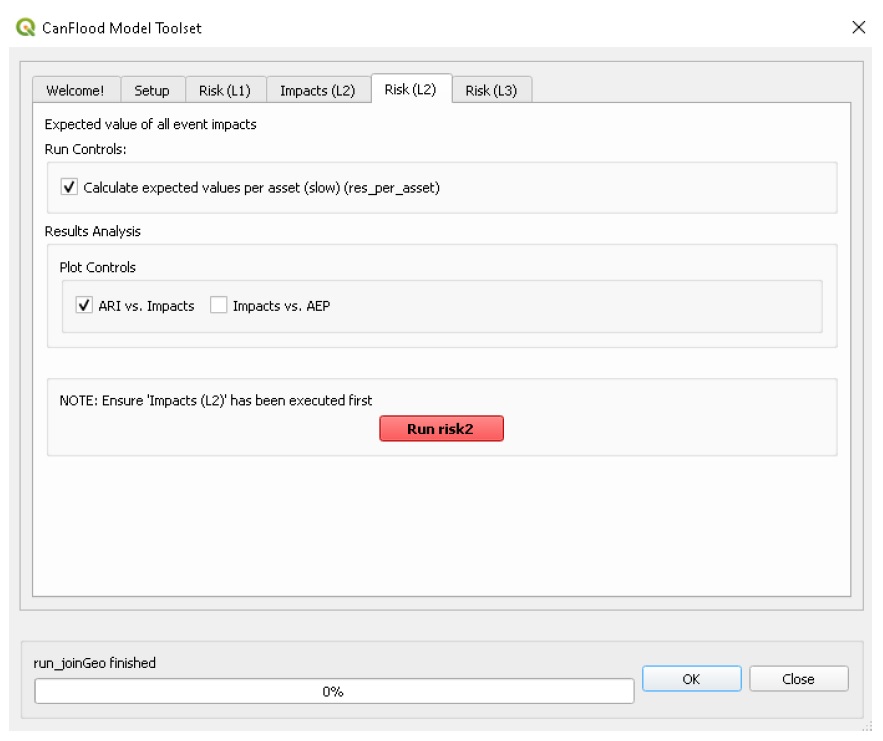 CanFlood Model Toolset
Welcome! Setup Risk (L1) Impacts (L2) Risk (L2) Risk (L3)
Expected value of all event impacts
Run Controls:
Calculate expected values per asset (slow) (res_per_asset)
Results Analysis
Plot Controls
ARI vs. Impacts Impacts vs. AEP
NOTE: Ensure 'Impacts (L2)' has been executed first
Run risk2
run_joinGeo finished
0%
OK Close